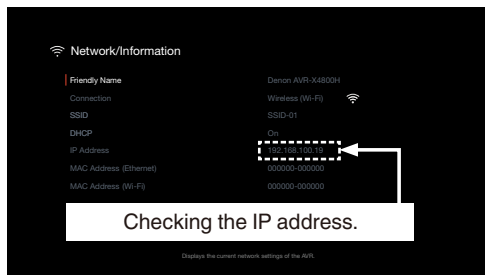 Network/Information
Friendly Name Denon AVR-X4800H
Connection Wireless (Wi-Fi)
SSID SSID-01
DHCP On
IP Address 192.168.100.19
MAC Address (Ethernet) 000000-000000
MAC Address (Wi-Fi) 000000-000000
Checking the IP address.
Displays the current network settings of the AVR.